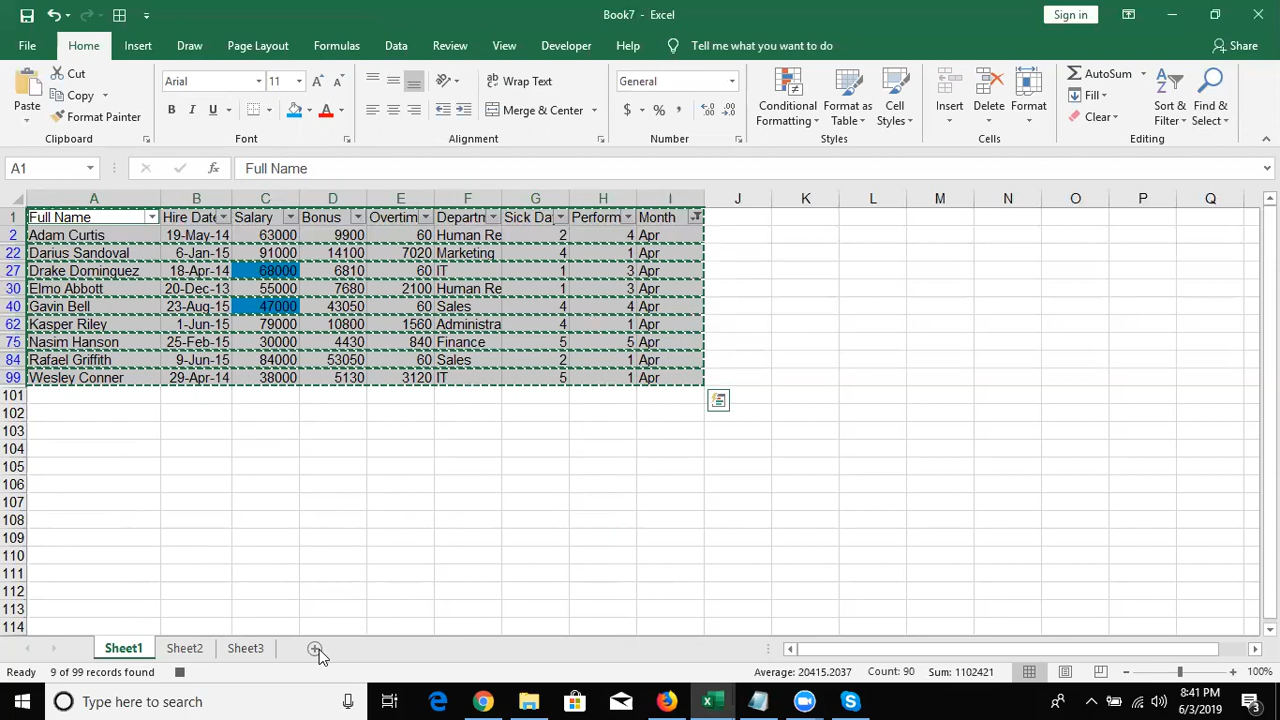 Book7 - Excel
Sign in
File Home Insert Draw Page Layout Formulas Data Review View Developer Help Tell me what you want to do Share
Paste Cut Copy Format Painter Clipboard
Arial 11 A A B I U A Font
Wrap Text Merge & Center Alignment
General $ % , Number
Conditional Formatting Format as Table Cell Styles Styles
Insert Delete Format Cells
AutoSum Fill Clear Sort & Filter Find & Select Editing
A1 fx Full Name
A B C D E F G H I J K L M N O P Q
1 Full Name Hire Date Salary Bonus Overtim Departn Sick Da Perform Month
2 Adam Curtis 19-May-14 63000 9900 60 Human Re 2 4 Apr
22 Darius Sandoval 6-Jan-15 91000 14100 7020 Marketing 4 1 Apr
27 Drake Dominquez 18-Apr-14 68000 6810 60 IT 1 3 Apr
30 Elmo Abbott 20-Dec-13 55000 7680 2100 Human Re 1 3 Apr
40 Gavin Bell 23-Aug-15 47000 43050 60 Sales 4 4 Apr
62 Kasper Riley 1-Jun-15 79000 10800 1560 Administra 4 1 Apr
75 Nasim Hanson 25-Feb-15 30000 4430 840 Finance 5 5 Apr
84 Rafael Griffith 9-Jun-15 84000 53050 60 Sales 2 1 Apr
99 Wesley Conner 29-Apr-14 38000 5130 3120 IT 5 1 Apr
101
102
103
104
105
106
107
108
109
110
111
112
113
114
Sheet1 Sheet2 Sheet3
Ready 9 of 99 records found Average: 20415.2037 Count: 90 Sum: 1102421 100%
Type here to search
8:41 PM
6/3/2019
3